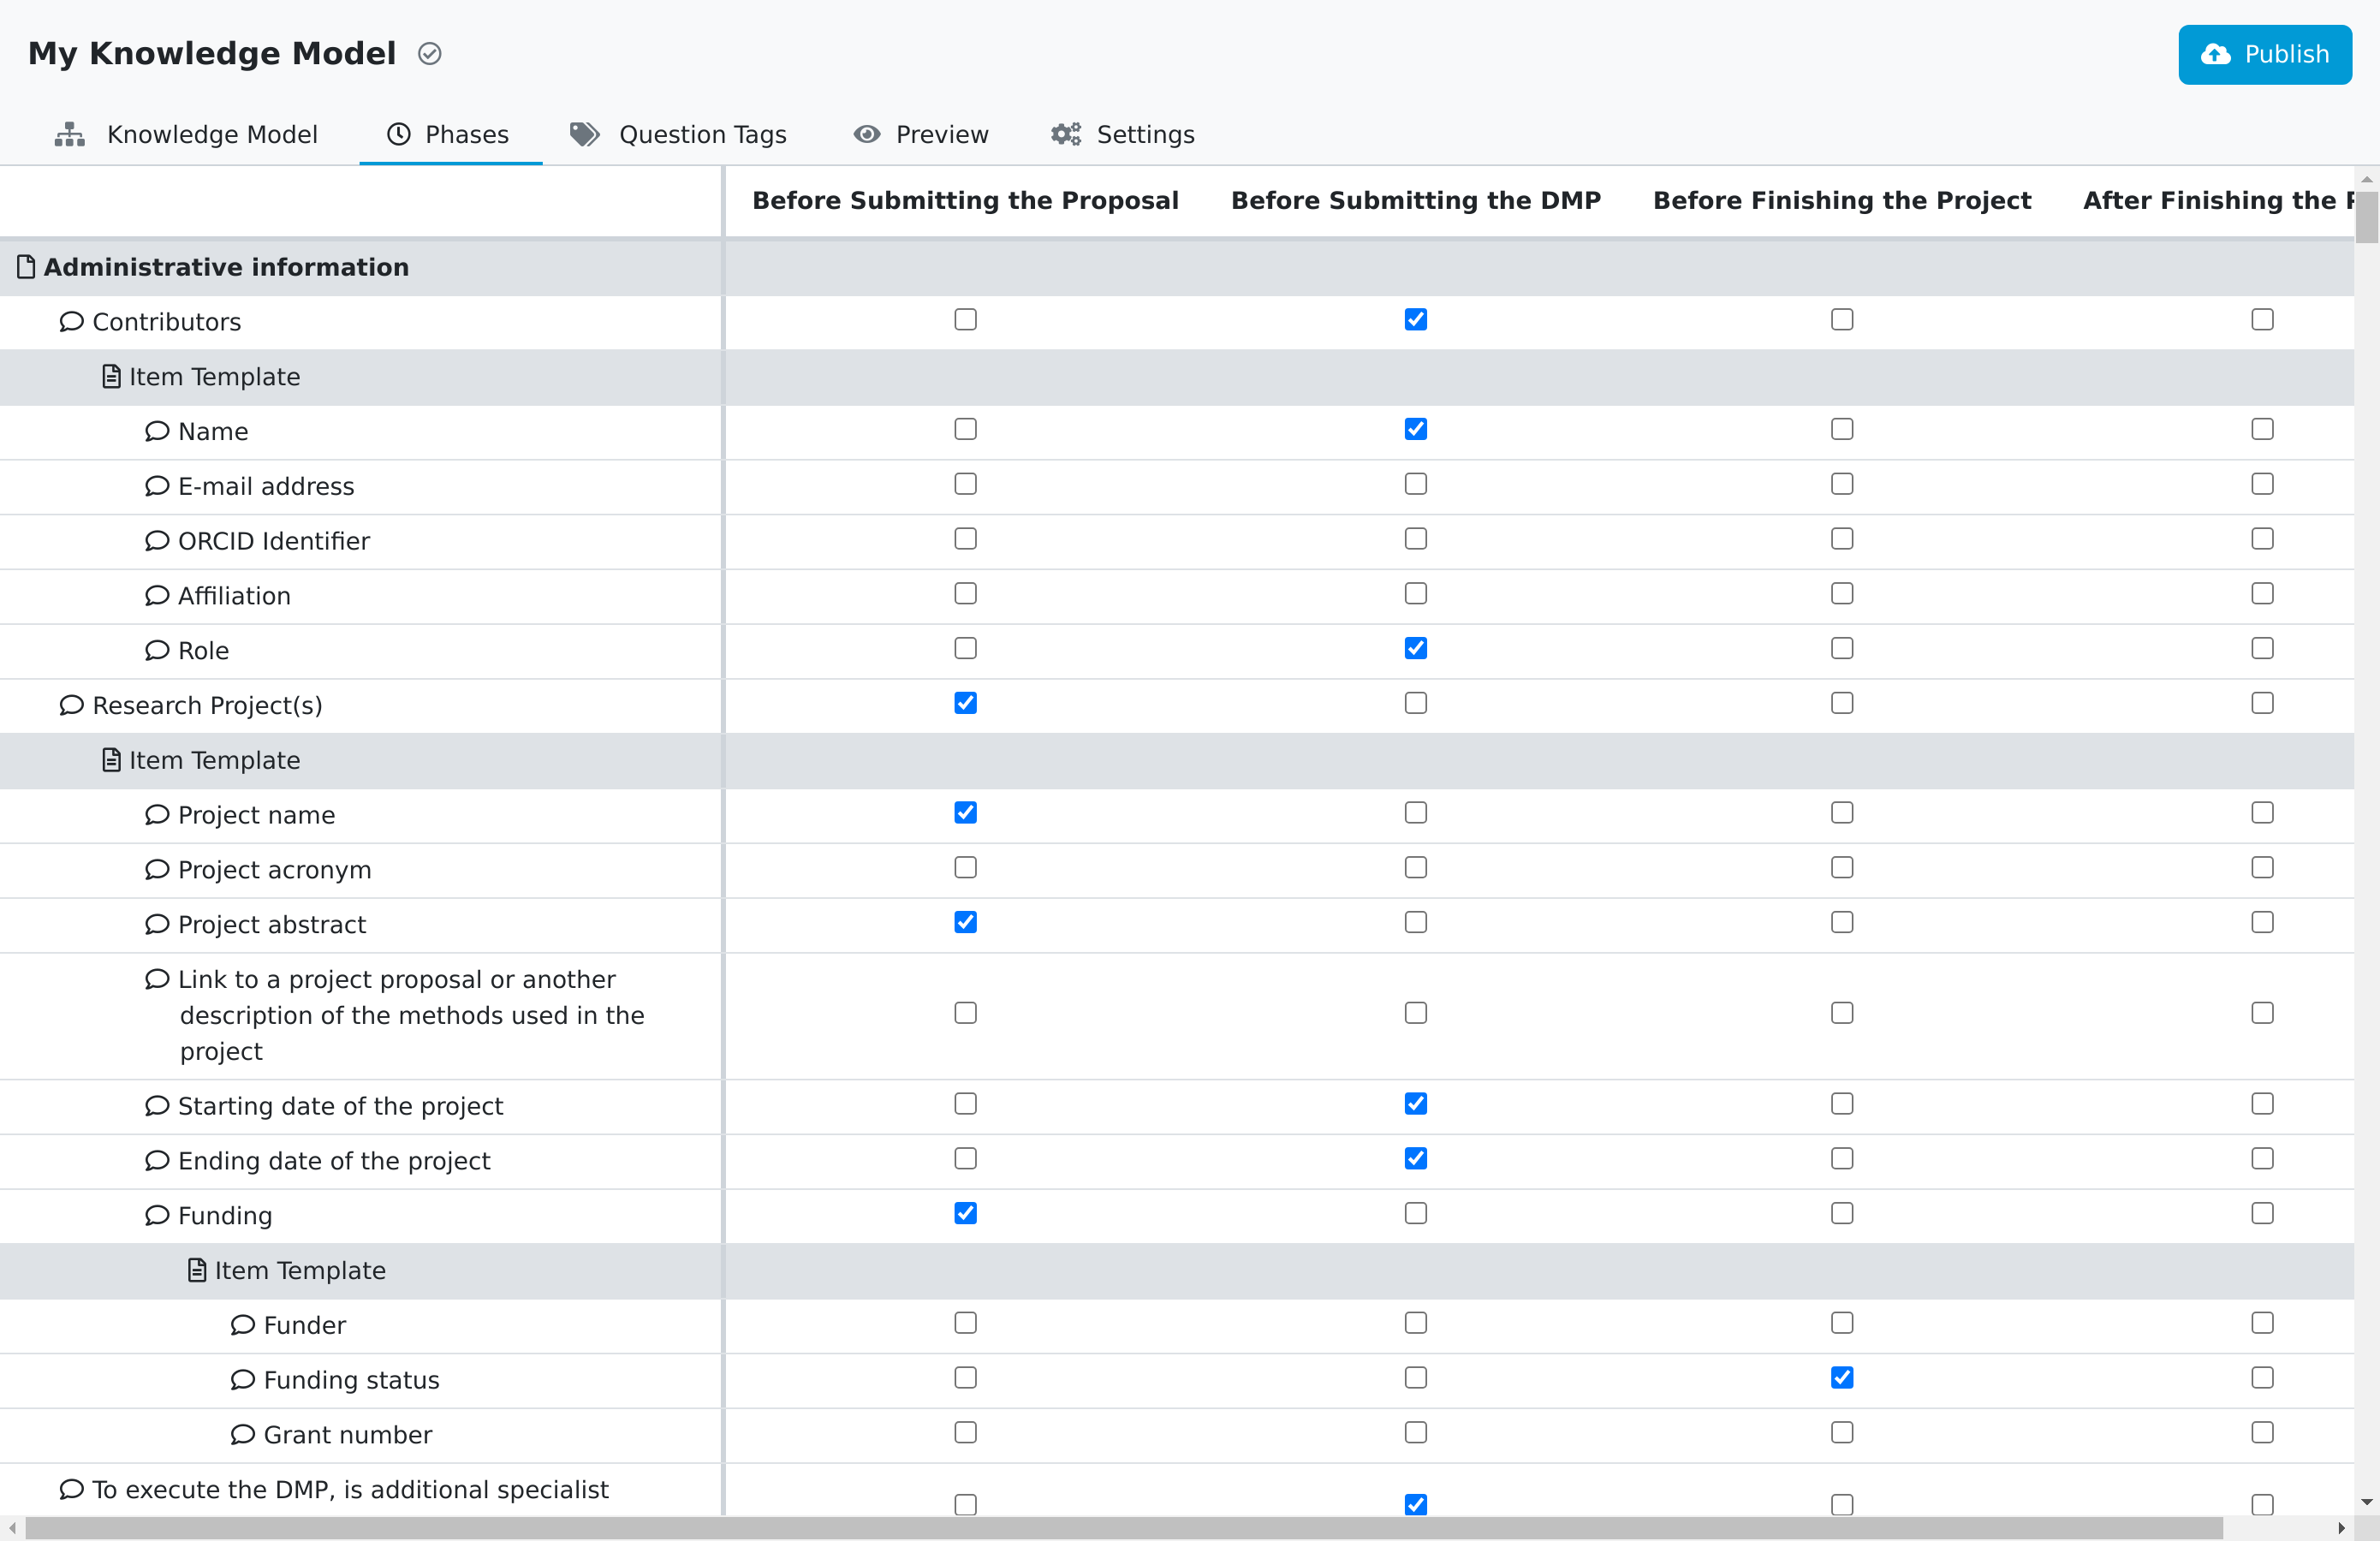 My Knowledge Model
Publish
Knowledge Model Phases Question Tags Preview Settings
Before Submitting the Proposal Before Submitting the DMP Before Finishing the Project After Finishing the
Administrative information
Contributors
Item Template
Name
E-mail address
ORCID Identifier
Affiliation
Role
Research Project(s)
Item Template
Project name
Project acronym
Project abstract
Link to a project proposal or another
description of the methods used in the
project
Starting date of the project
Ending date of the project
Funding
Item Template
Funder
Funding status
Grant number
To execute the DMP, is additional specialist